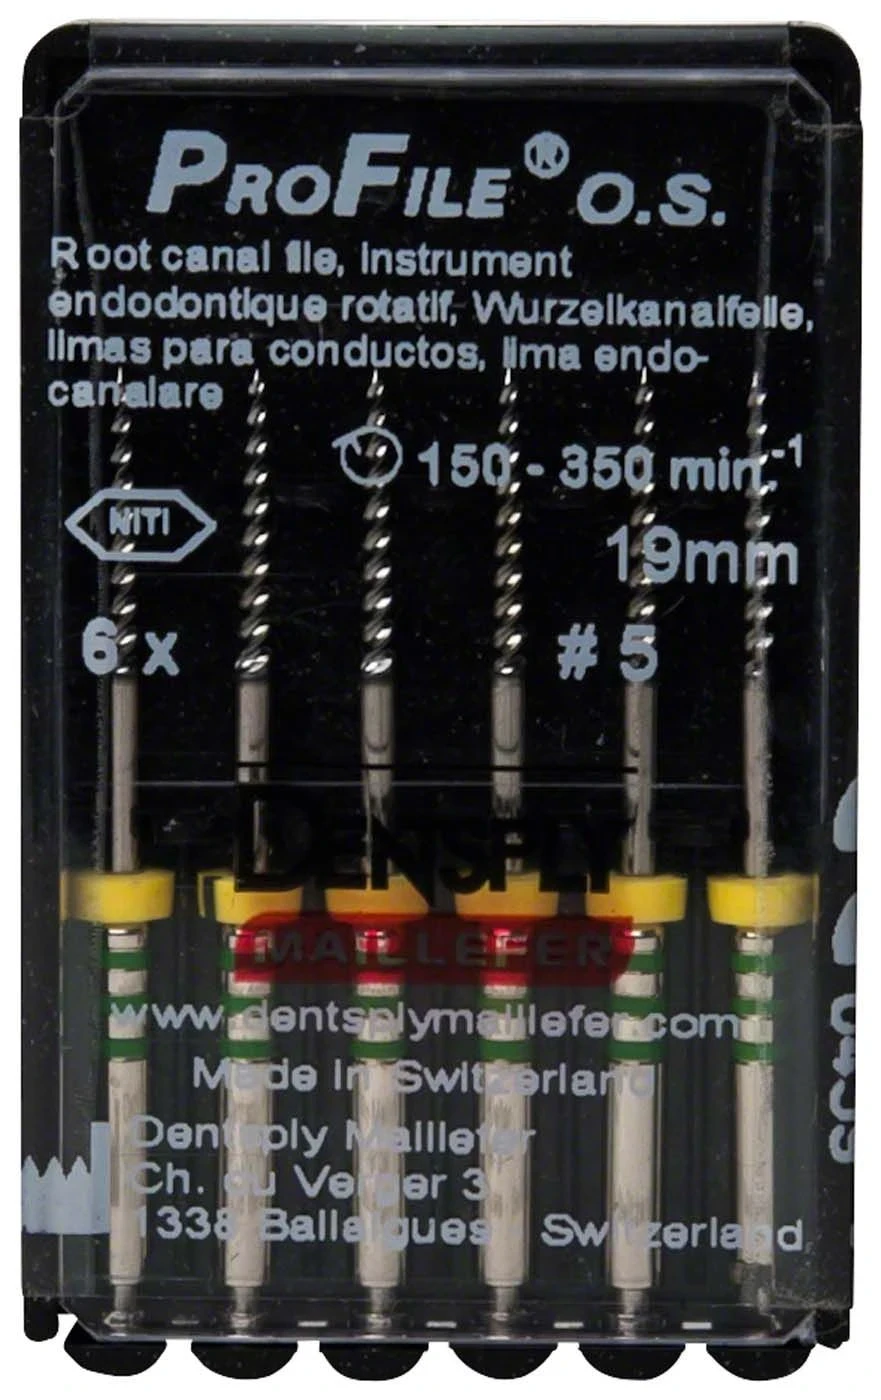 PROFILE® O.S.
Root canal file, instrument
endodontique rotatif, Wurzelkanalfeile,
limas para conductos, lima endo-
canalare
150 - 350 min.-1
NITI
19mm
6 x # 5
DENSPLY
MAILLEFER
www.dentsplymaillefer.com
Made in Switzerland
Dentsply Maillefer
Ch. du Verger 3
1338 Ballaigues Switzerland